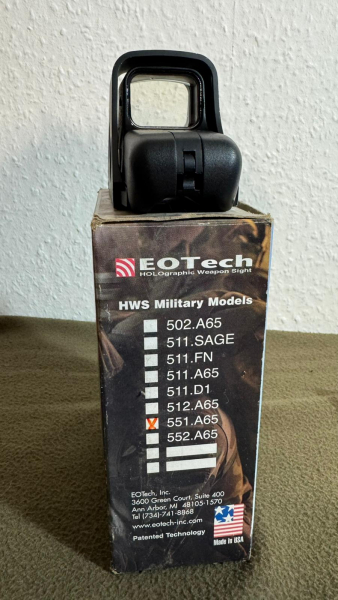 EOTech
HOLOgraphic Weapon Sight
HWS Military Models
502.A65
511.SAGE
511.FN
511.A65
511.D1
512.A65
551.A65
552.A65
EOTech, Inc.
3600 Green Court, Suite 400
Ann Arbor, MI 48105-1570
Tel (734)-741-8868
www.eotech-inc.com
Patented Technology
Made In USA